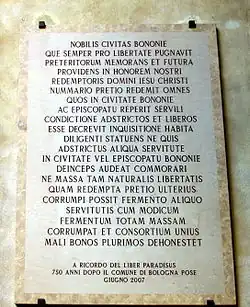 NOBILIS CIVITAS BONONIE
QUE SEMPER PRO LIBERTATE PUGNAVIT
PRETERITORUM MEMORANS ET FUTURA
PROVIDENS IN HONOREM NOSTRI
REDEMPTORIS DOMINI IESU CHRISTI
NUMMARIO PRETIO REDEMIT OMNES
QUOS IN CIVITATE BONONIE
AC EPISCOPATU REPERIT SERVILI
CONDICTIONE ADSTRICTOS ET LIBEROS
ESSE DECREVIT INQUISITIONE HABITA
DILIGENTI STATUENS NE QUIS
ADSTRICTUS ALIQUA SERVITUTE
IN CIVITATE VEL EPISCOPATU BONONIE
DEINCEPS AUDEAT COMMORARI
NE MASSA TAM NATURALIS LIBERTATIS
QUAM REDEMPTA PRETIO ULTERIUS
CORRUMPI POSSIT FERMENTO ALIQUO
SERVITUTIS CUM MODICUM
FERMENTUM TOTAM MASSAM
CORRUMPAT ET CONSORTIUM UNIUS
MALI BONOS PLURIMOS DEHONESTET
A RICORDO DEL LIBER PARADISUS
750 ANNI DOPO IL COMUNE DI BOLOGNA POSE
GIUGNO 2007